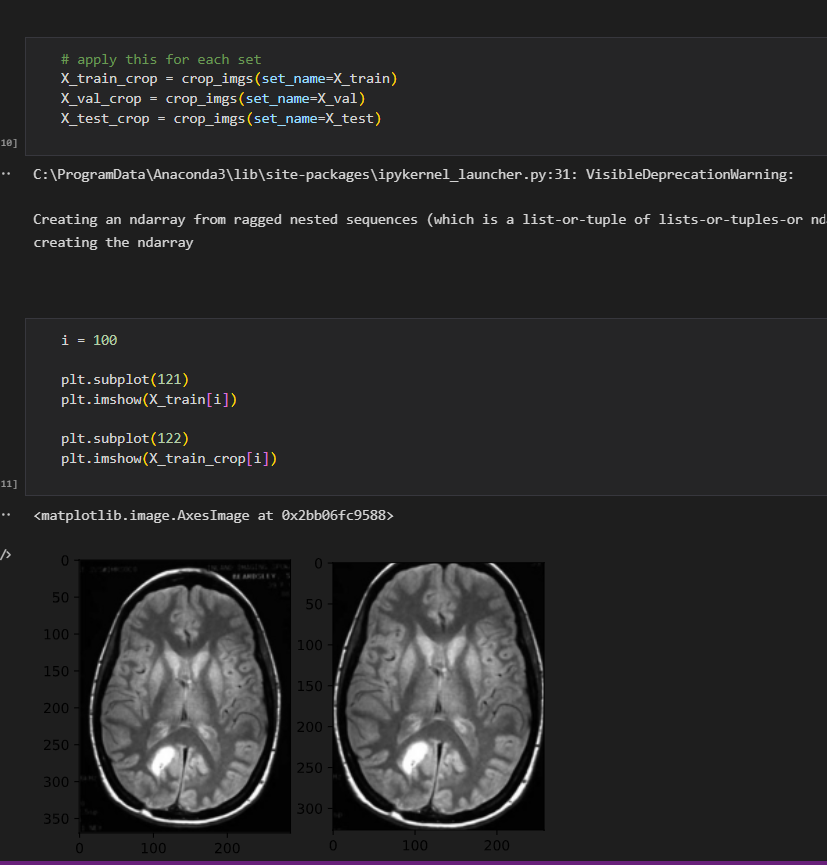 # apply this for each set
X_train_crop = crop_imgs(set_name=X_train)
X_val_crop = crop_imgs(set_name=X_val)
X_test_crop = crop_imgs(set_name=X_test)
10]
C:\ProgramData\Anaconda3\lib\site-packages\ipykernel_launcher.py:31: VisibleDeprecationWarning:
Creating an ndarray from ragged nested sequences (which is a list-or-tuple of lists-or-tuples-or nd
creating the ndarray
i = 100
plt.subplot(121)
plt.imshow(X_train[i])
plt.subplot(122)
plt.imshow(X_train_crop[i])
11]
<matplotlib.image.AxesImage at 0x2bb06fc9588>
/>
0
50
100
150
200
250
300
350
0 100 200
0
50
100
150
200
250
300
0 100 200